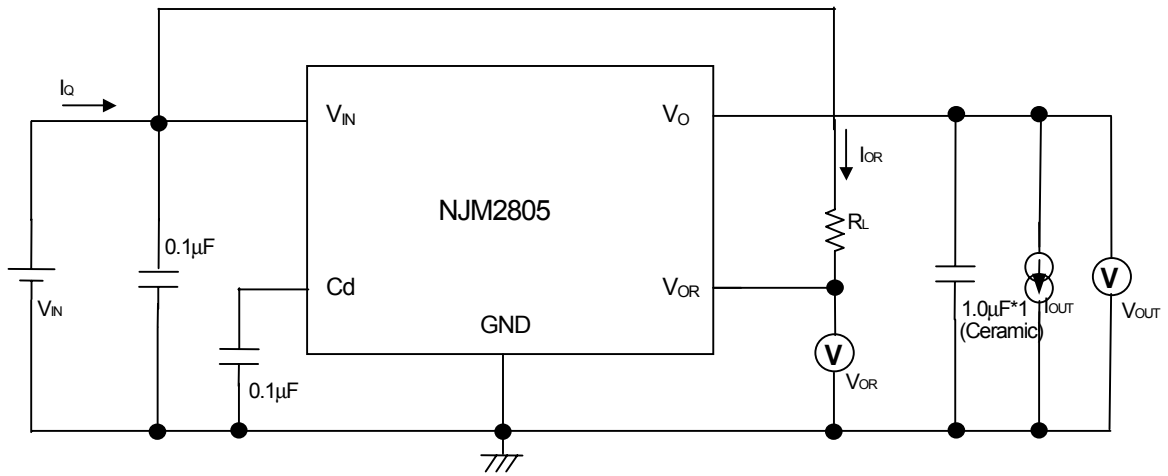 IQ
VIN
VO
IOR
NJM2805
RL
0.1µF
Cd
VOR
VIN
GND
1.0µF*1
(Ceramic)
IOUT
V
VOUT
V
VOR
0.1µF